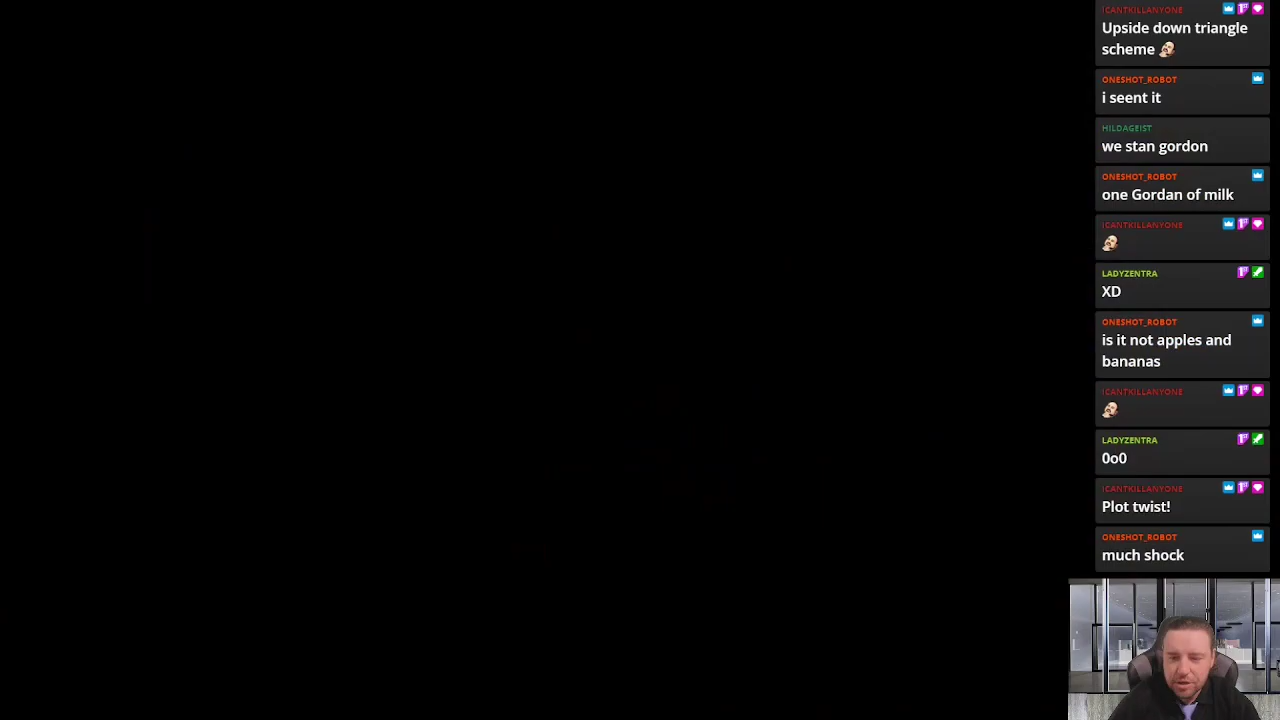 ICANTKILLANYONE
Upside down triangle
scheme
ONESHOT_ROBOT
i seent it
HILDAGEIST
we stan gordon
ONESHOT_ROBOT
one Gordan of milk
ICANTKILLANYONE
LADYZENTRA
XD
ONESHOT_ROBOT
is it not apples and
bananas
ICANTKILLANYONE
LADYZENTRA
0o0
ICANTKILLANYONE
Plot twist!
ONESHOT_ROBOT
much shock